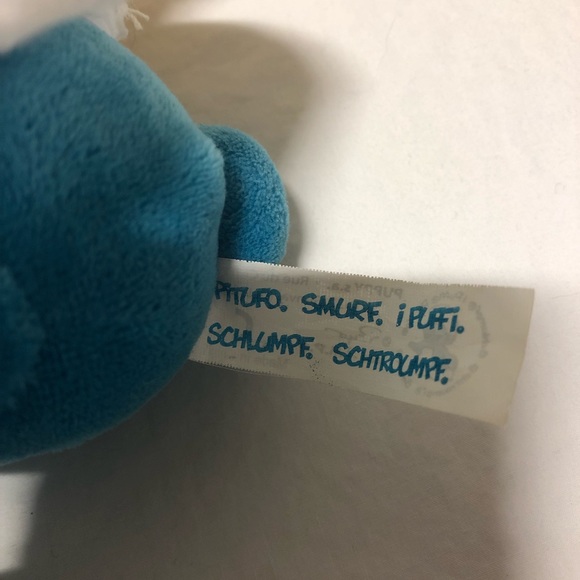 PITUFO. SMURF. i PUFFI.
SCHLUMPF. SCHTROUMPF.